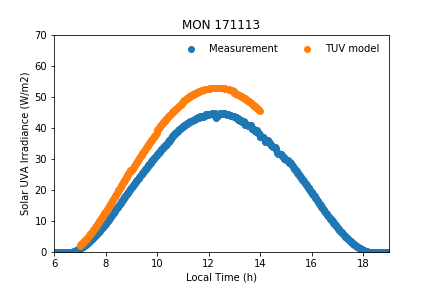 MON 171113
Measurement TUV model
Solar UVA Irradiance (W/m2)
70
60
50
40
30
20
10
0
6 8 10 12 14 16 18
Local Time (h)